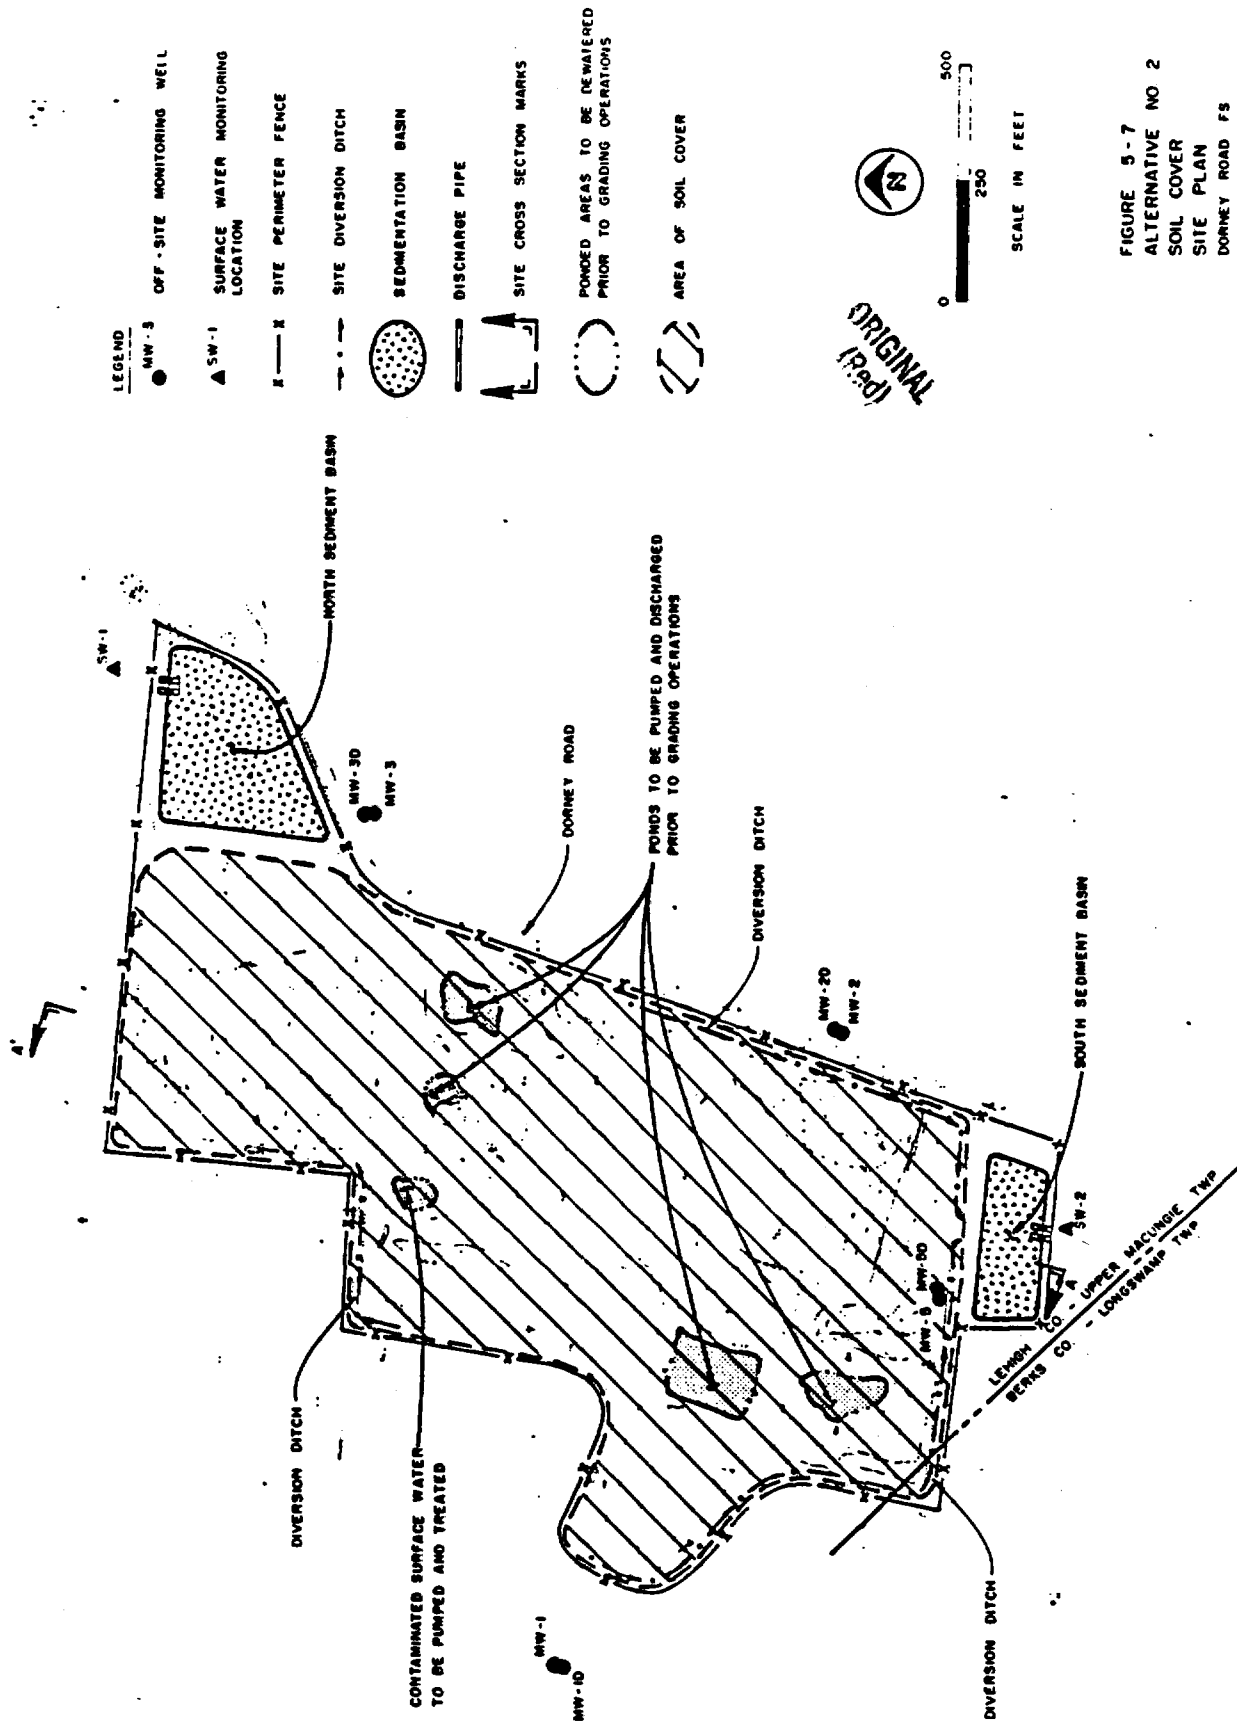 LEGEND
MW-3 OFF-SITE MONITORING WELL
SW-1 SURFACE WATER MONITORING
LOCATION
X X SITE PERIMETER FENCE
SITE DIVERSION DITCH
SEDIMENTATION BASIN
DISCHARGE PIPE
SITE CROSS SECTION MARKS
PONDED AREAS TO BE DEWATERED
PRIOR TO GRADING OPERATIONS
AREA OF SOIL COVER
ORIGINAL
(Red)
N
0 250 500
SCALE IN FEET
FIGURE 5-7
ALTERNATIVE NO 2
SOIL COVER
SITE PLAN
DORNEY ROAD FS
SW-1
NORTH SEDIMENT BASIN
MW-3D
MW-3
A'
DORNEY ROAD
PONDS TO BE PUMPED AND DISCHARGED
PRIOR TO GRADING OPERATIONS
DIVERSION DITCH
MW-2D
MW-2
SOUTH SEDIMENT BASIN
SW-2
A
LEHIGH CO. - UPPER MACUNGIE TWP
BERKS CO. - LONGSWAMP TWP
DIVERSION DITCH
CONTAMINATED SURFACE WATER
TO BE PUMPED AND TREATED
MW-1
MW-1D
DIVERSION DITCH